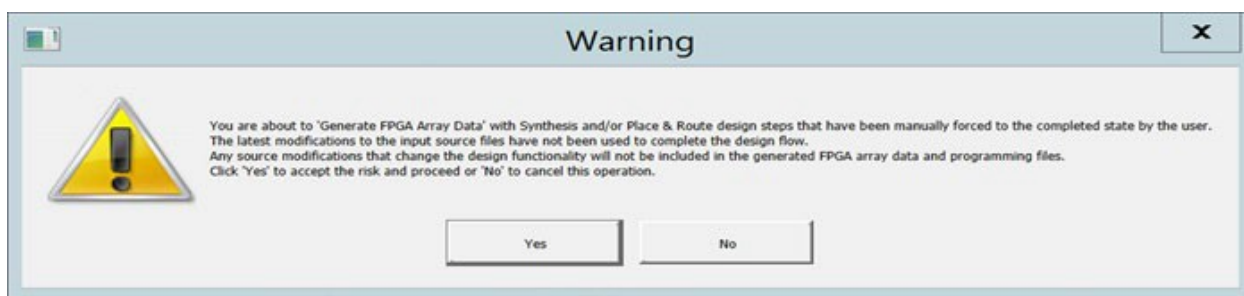 Warning
x
You are about to 'Generate FPGA Array Data' with Synthesis and/or Place & Route design steps that have been manually forced to the completed state by the user.
The latest modifications to the input source files have not been used to complete the design flow.
Any source modifications that change the design functionality will not be included in the generated FPGA array data and programming files.
Click 'Yes' to accept the risk and proceed or 'No' to cancel this operation.
Yes No